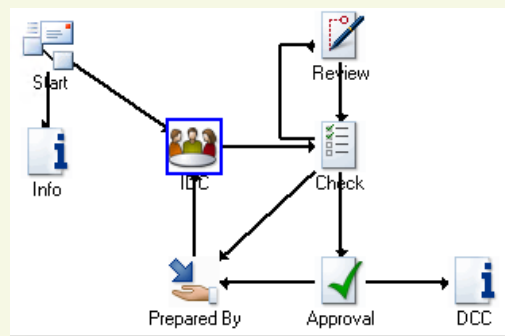 Start
Review
Info
IDC
Check
Prepared By
Approval
DCC